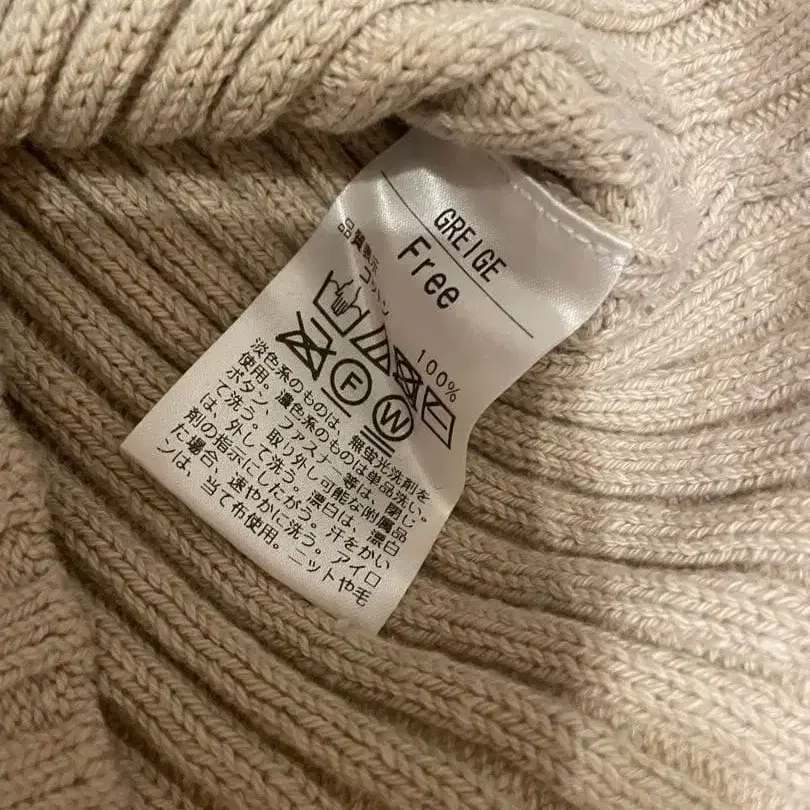 GREIGE
Free
品質表示
コットン 100%
F W
淡色系のものは、無蛍光洗剤を
使用。濃色系のものは単品洗い。
ボタン、ファスナー等は、閉じ
て洗う。取り外し可能な附属品
は、外して洗う。漂白は、漂白
剤の指示にしたがう。汗をかい
た場合、速やかに洗う。アイロ
ンは、当て布使用。ニットや毛